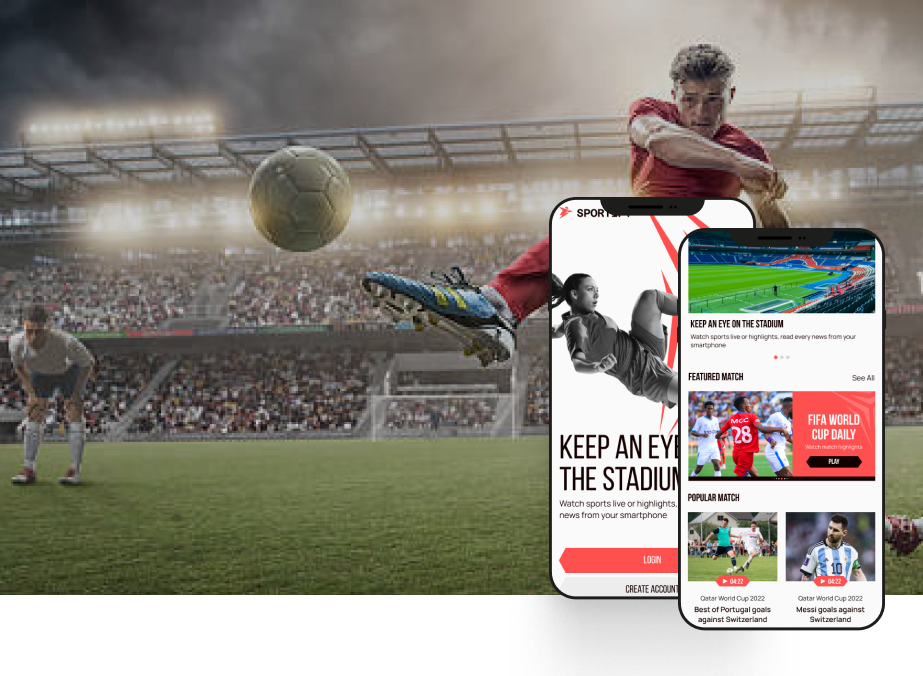 KEEP AN EYE
THE STADIUM
Watch sports live or highlights,
news from your smartphone
LOGIN
CREATE ACCOUNT
KEEP AN EYE ON THE STADIUM
Watch sports live or highlights, read every news from your
smartphone
FEATURED MATCH
See All
MCC
28
FIFA WORLD
CUP DAILY
Watch match highlights
PLAY
POPULAR MATCH
10
04:22
04:22
Qatar World Cup 2022
Best of Portugal goals
against Switzerland
Qatar World Cup 2022
Messi goals against
Switzerland